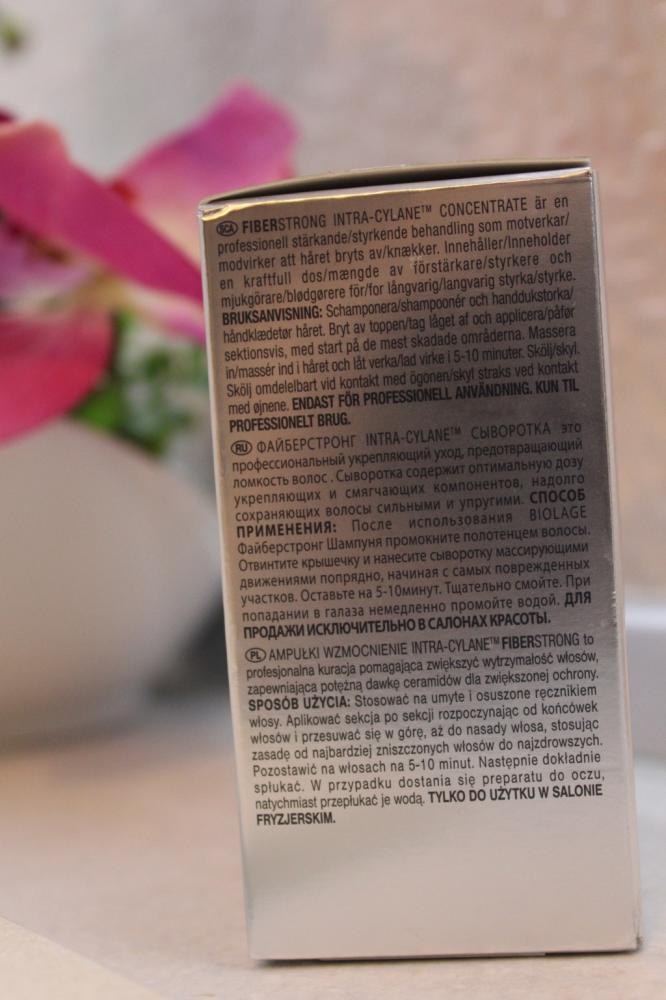 SCA FIBERSTRONG INTRA-CYLANE™ CONCENTRATE är en
professionell stärkande/styrkende behandling som motverkar/
modvirker att håret bryts av/knækker. Innehåller/Inneholder
en kraftfull dos/mængde av förstärkare/styrkere och
mjukgörare/blødgørere för/for långvarig/langvarig styrka/styrke.
BRUKSANVISNING: Schamponera/shampoonér och handdukstorka/
håndklædetør håret. Bryt av toppen/tag låget af och applicera/påfør
sektionsvis, med start på de mest skadade områderna. Massera
in/massér ind i håret och låt verka/lad virke i 5-10 minuter. Skölj/skyl.
Skölj omdelelbart vid kontakt med ögonen/skyl straks ved kontakt
med øjnene. ENDAST FÖR PROFESSIONELL ANVÄNDNING. KUN TIL
PROFESSIONELT BRUG.
RU ФАЙБЕРСТРОНГ INTRA-CYLANE™ СЫВОРОТКА это
профессиональный укрепляющий уход, предотвращающий
ломкость волос. Сыворотка содержит оптимальную дозу
укрепляющих и смягчающих компонентов, надолго
сохраняющих волосы сильными и упругими. СПОСОБ
ПРИМЕНЕНИЯ: После использования BIOLAGE
Файберстронг Шампуня промокните полотенцем волосы.
Отвинтите крышечку и нанесите сыворотку массирующими
движениями попрядно, начиная с самых поврежденных
участков. Оставьте на 5-10минут. Тщательно смойте. При
попадании в галаза немедленно промойте водой. ДЛЯ
ПРОДАЖИ ИСКЛЮЧИТЕЛЬНО В САЛОНАХ КРАСОТЫ.
PL AMPUŁKI WZMOCNIENIE INTRA-CYLANE™ FIBERSTRONG to
profesjonalna kuracja pomagająca zwiększyć wytrzymałość włosów,
zapewniająca potężną dawkę ceramidów dla zwiększonej ochrony.
SPOSÓB UŻYCIA: Stosować na umyte i osuszone ręcznikiem
włosy. Aplikować sekcja po sekcji rozpoczynając od końcówek
włosów i przesuwać się w górę, aż do nasady włosa, stosując
zasadę od najbardziej zniszczonych włosów do najzdrowszych.
Pozostawić na włosach na 5-10 minut. Następnie dokładnie
spłukać. W przypadku dostania się preparatu do oczu,
natychmiast przepłukać je wodą. TYLKO DO UŻYTKU W SALONIE
FRYZJERSKIM.